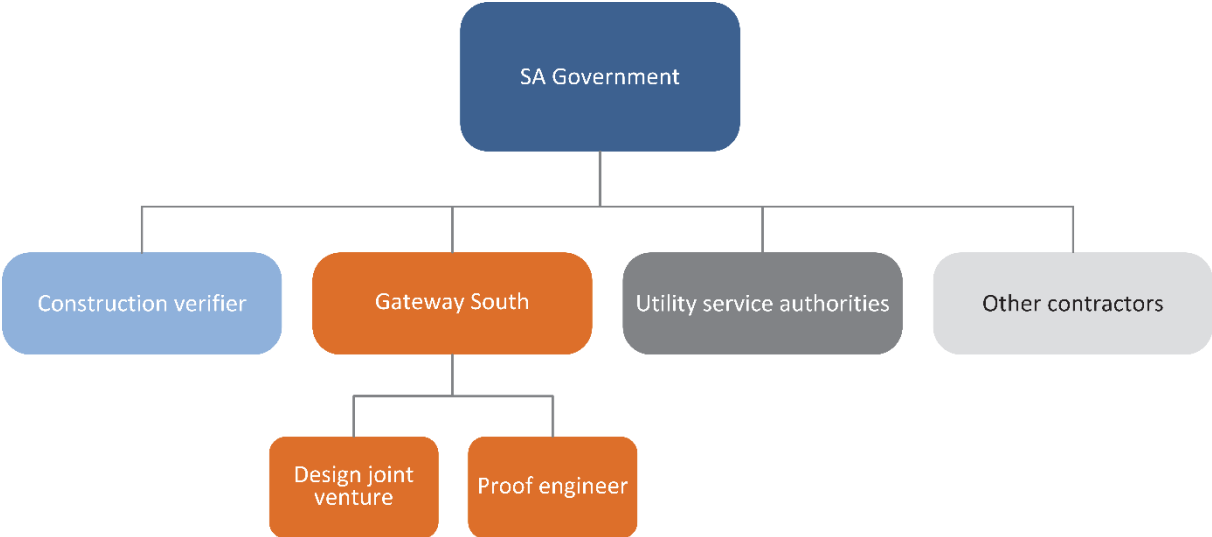 SA Government
Construction verifier
Gateway South
Utility service authorities
Other contractors
Design joint
venture
Proof engineer